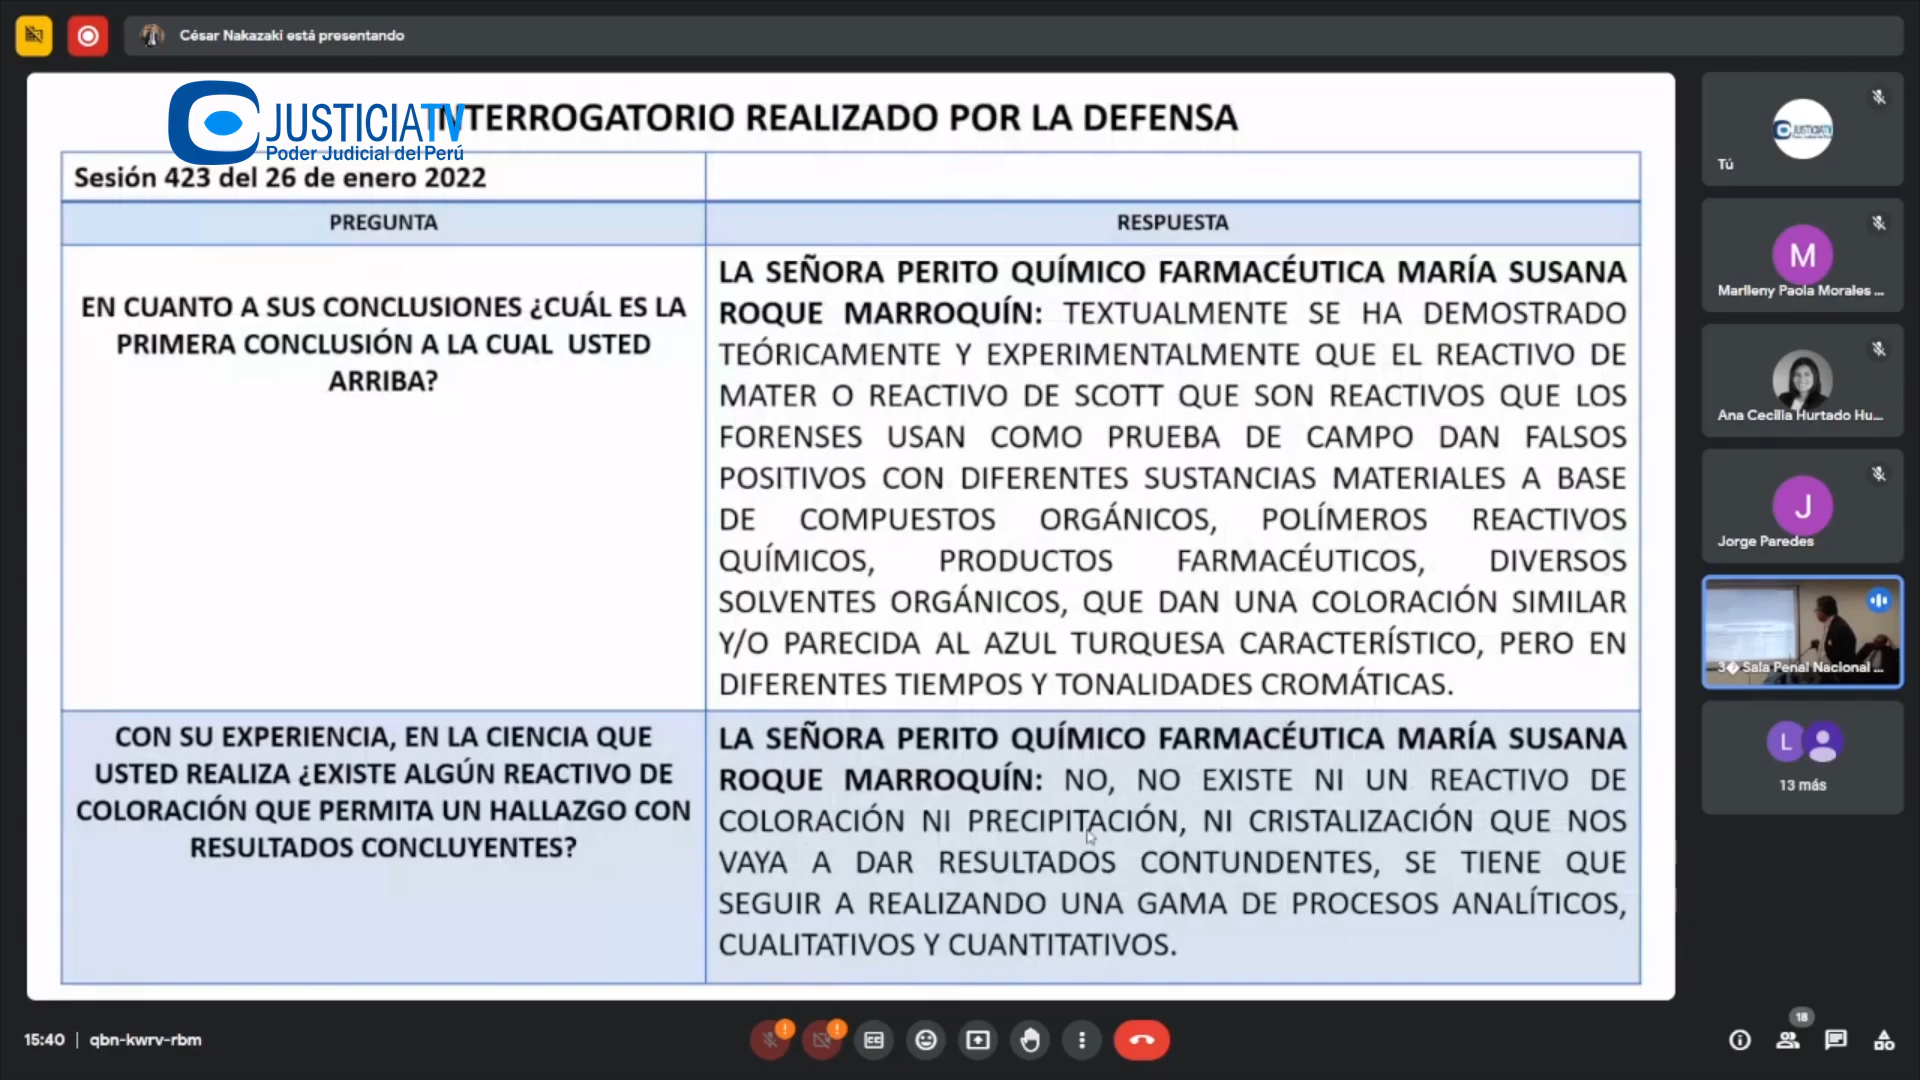 César Nakazaki está presentando
JUSTICIATV
Poder Judicial del Perú
INTERROGATORIO REALIZADO POR LA DEFENSA
Sesión 423 del 26 de enero 2022
PREGUNTA
RESPUESTA
EN CUANTO A SUS CONCLUSIONES ¿CUÁL ES LA
PRIMERA CONCLUSIÓN A LA CUAL USTED
ARRIBA?
LA SEÑORA PERITO QUÍMICO FARMACÉUTICA MARÍA SUSANA
ROQUE MARROQUÍN: TEXTUALMENTE SE HA DEMOSTRADO
TEÓRICAMENTE Y EXPERIMENTALMENTE QUE EL REACTIVO DE
MATER O REACTIVO DE SCOTT QUE SON REACTIVOS QUE LOS
FORENSES USAN COMO PRUEBA DE CAMPO DAN FALSOS
POSITIVOS CON DIFERENTES SUSTANCIAS MATERIALES A BASE
DE COMPUESTOS ORGÁNICOS, POLÍMEROS REACTIVOS
QUÍMICOS, PRODUCTOS FARMACÉUTICOS, DIVERSOS
SOLVENTES ORGÁNICOS, QUE DAN UNA COLORACIÓN SIMILAR
Y/O PARECIDA AL AZUL TURQUESA CARACTERÍSTICO, PERO EN
DIFERENTES TIEMPOS Y TONALIDADES CROMÁTICAS.
CON SU EXPERIENCIA, EN LA CIENCIA QUE
USTED REALIZA ¿EXISTE ALGÚN REACTIVO DE
COLORACIÓN QUE PERMITA UN HALLAZGO CON
RESULTADOS CONCLUYENTES?
LA SEÑORA PERITO QUÍMICO FARMACÉUTICA MARÍA SUSANA
ROQUE MARROQUÍN: NO, NO EXISTE NI UN REACTIVO DE
COLORACIÓN NI PRECIPITACIÓN, NI CRISTALIZACIÓN QUE NOS
VAYA A DAR RESULTADOS CONTUNDENTES, SE TIENE QUE
SEGUIR A REALIZANDO UNA GAMA DE PROCESOS ANALÍTICOS,
CUALITATIVOS Y CUANTITATIVOS.
JUSTICIATV
Tú
M
Marlleny Paola Morales ...
Ana Cecilia Hurtado Hu...
J
Jorge Paredes
3� Sala Penal Nacional ...
L
13 más
15:40 | qbn-kwrv-rbm
18